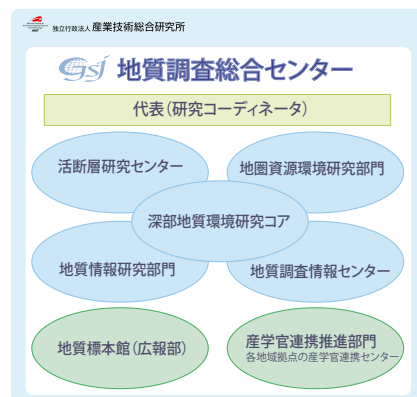 独立行政法人 産業技術総合研究所
GSJ 地質調査総合センター
代表(研究コーディネータ)
活断層研究センター
地圏資源環境研究部門
深部地質環境研究コア
地質情報研究部門
地質調査情報センター
地質標本館(広報部)
産学官連携推進部門
各地域拠点の産学官連携センター